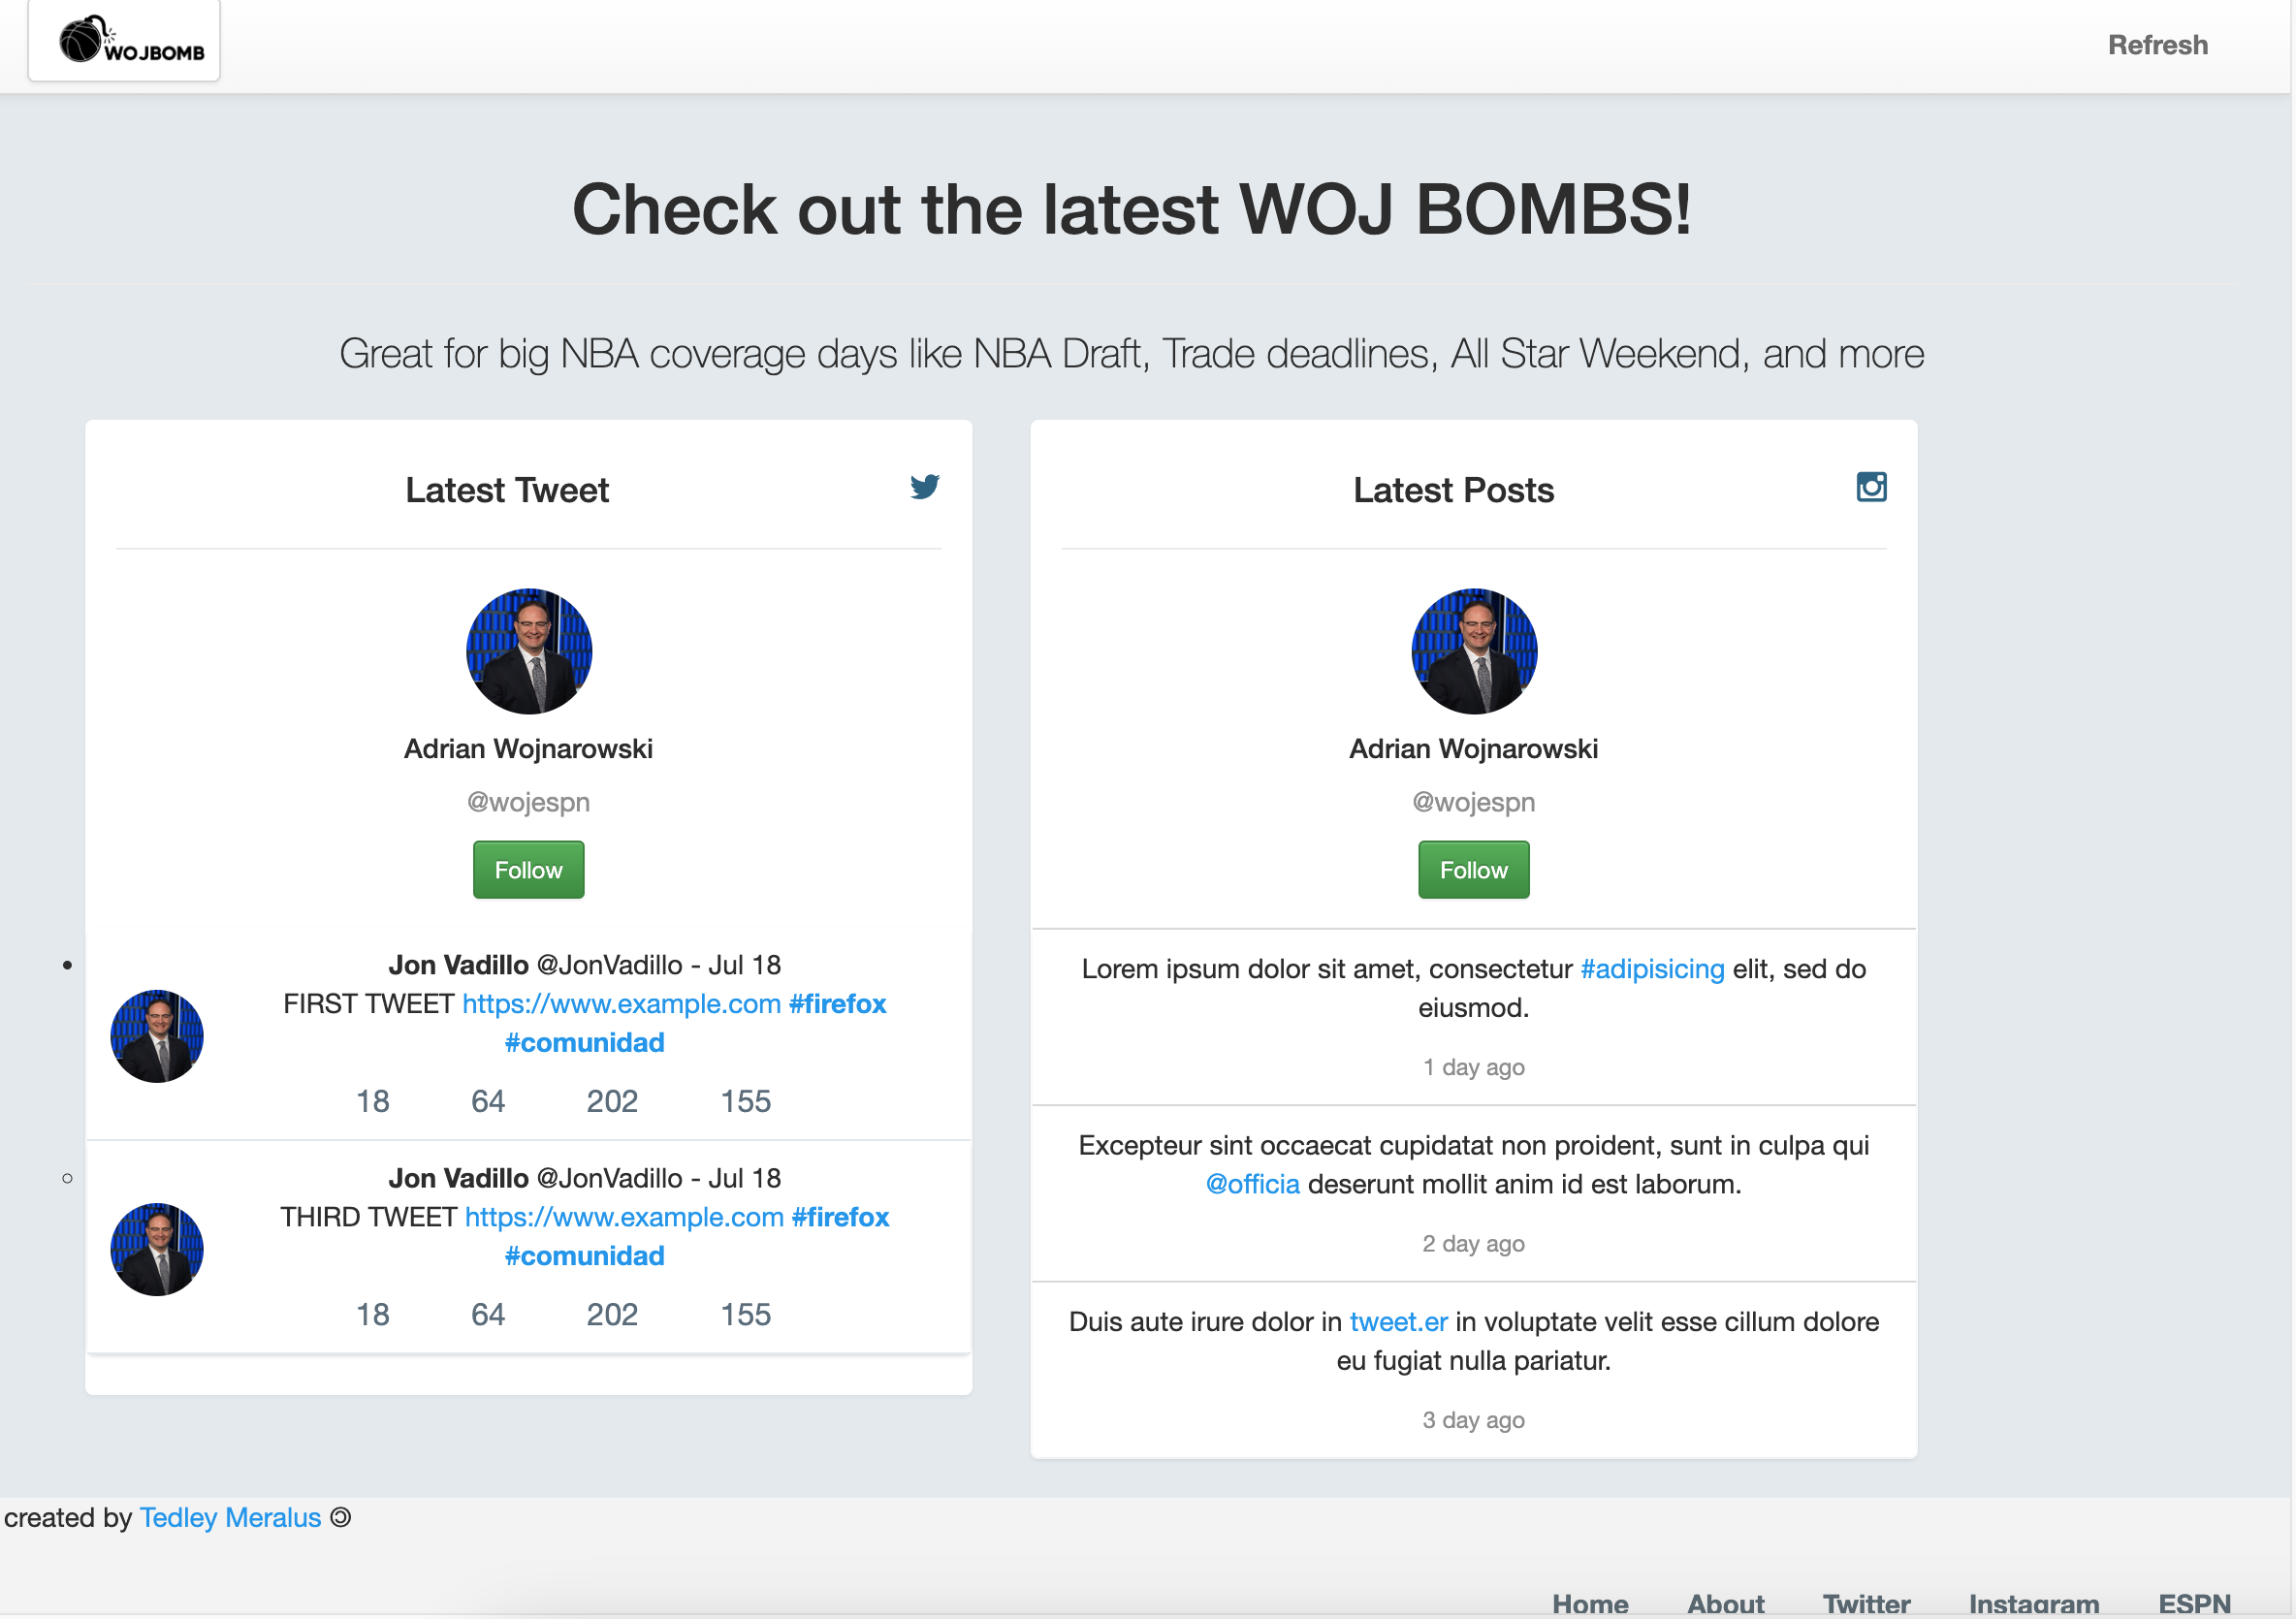 WOJBOMB
Refresh
Check out the latest WOJ BOMBS!
Great for big NBA coverage days like NBA Draft, Trade deadlines, All Star Weekend, and more
Latest Tweet
Adrian Wojnarowski
@wojespn
Follow
Jon Vadillo @JonVadillo - Jul 18
FIRST TWEET https://www.example.com #firefox
#comunidad
18 64 202 155
Jon Vadillo @JonVadillo - Jul 18
THIRD TWEET https://www.example.com #firefox
#comunidad
18 64 202 155
Latest Posts
Adrian Wojnarowski
@wojespn
Follow
Lorem ipsum dolor sit amet, consectetur #adipisicing elit, sed do
eiusmod.
1 day ago
Excepteur sint occaecat cupidatat non proident, sunt in culpa qui
@officia deserunt mollit anim id est laborum.
2 day ago
Duis aute irure dolor in tweet.er in voluptate velit esse cillum dolore
eu fugiat nulla pariatur.
3 day ago
created by Tedley Meralus 🄯
Home About Twitter Instagram ESPN